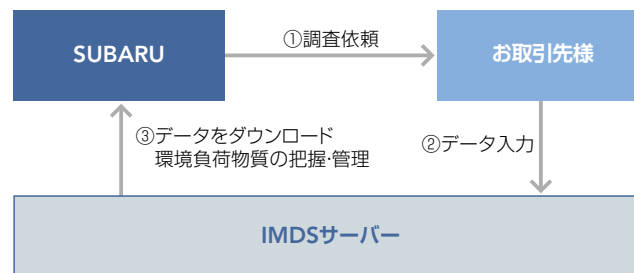 SUBARU
①調査依頼
お取引先様
③データをダウンロード
環境負荷物質の把握・管理
②データ入力
IMDSサーバー